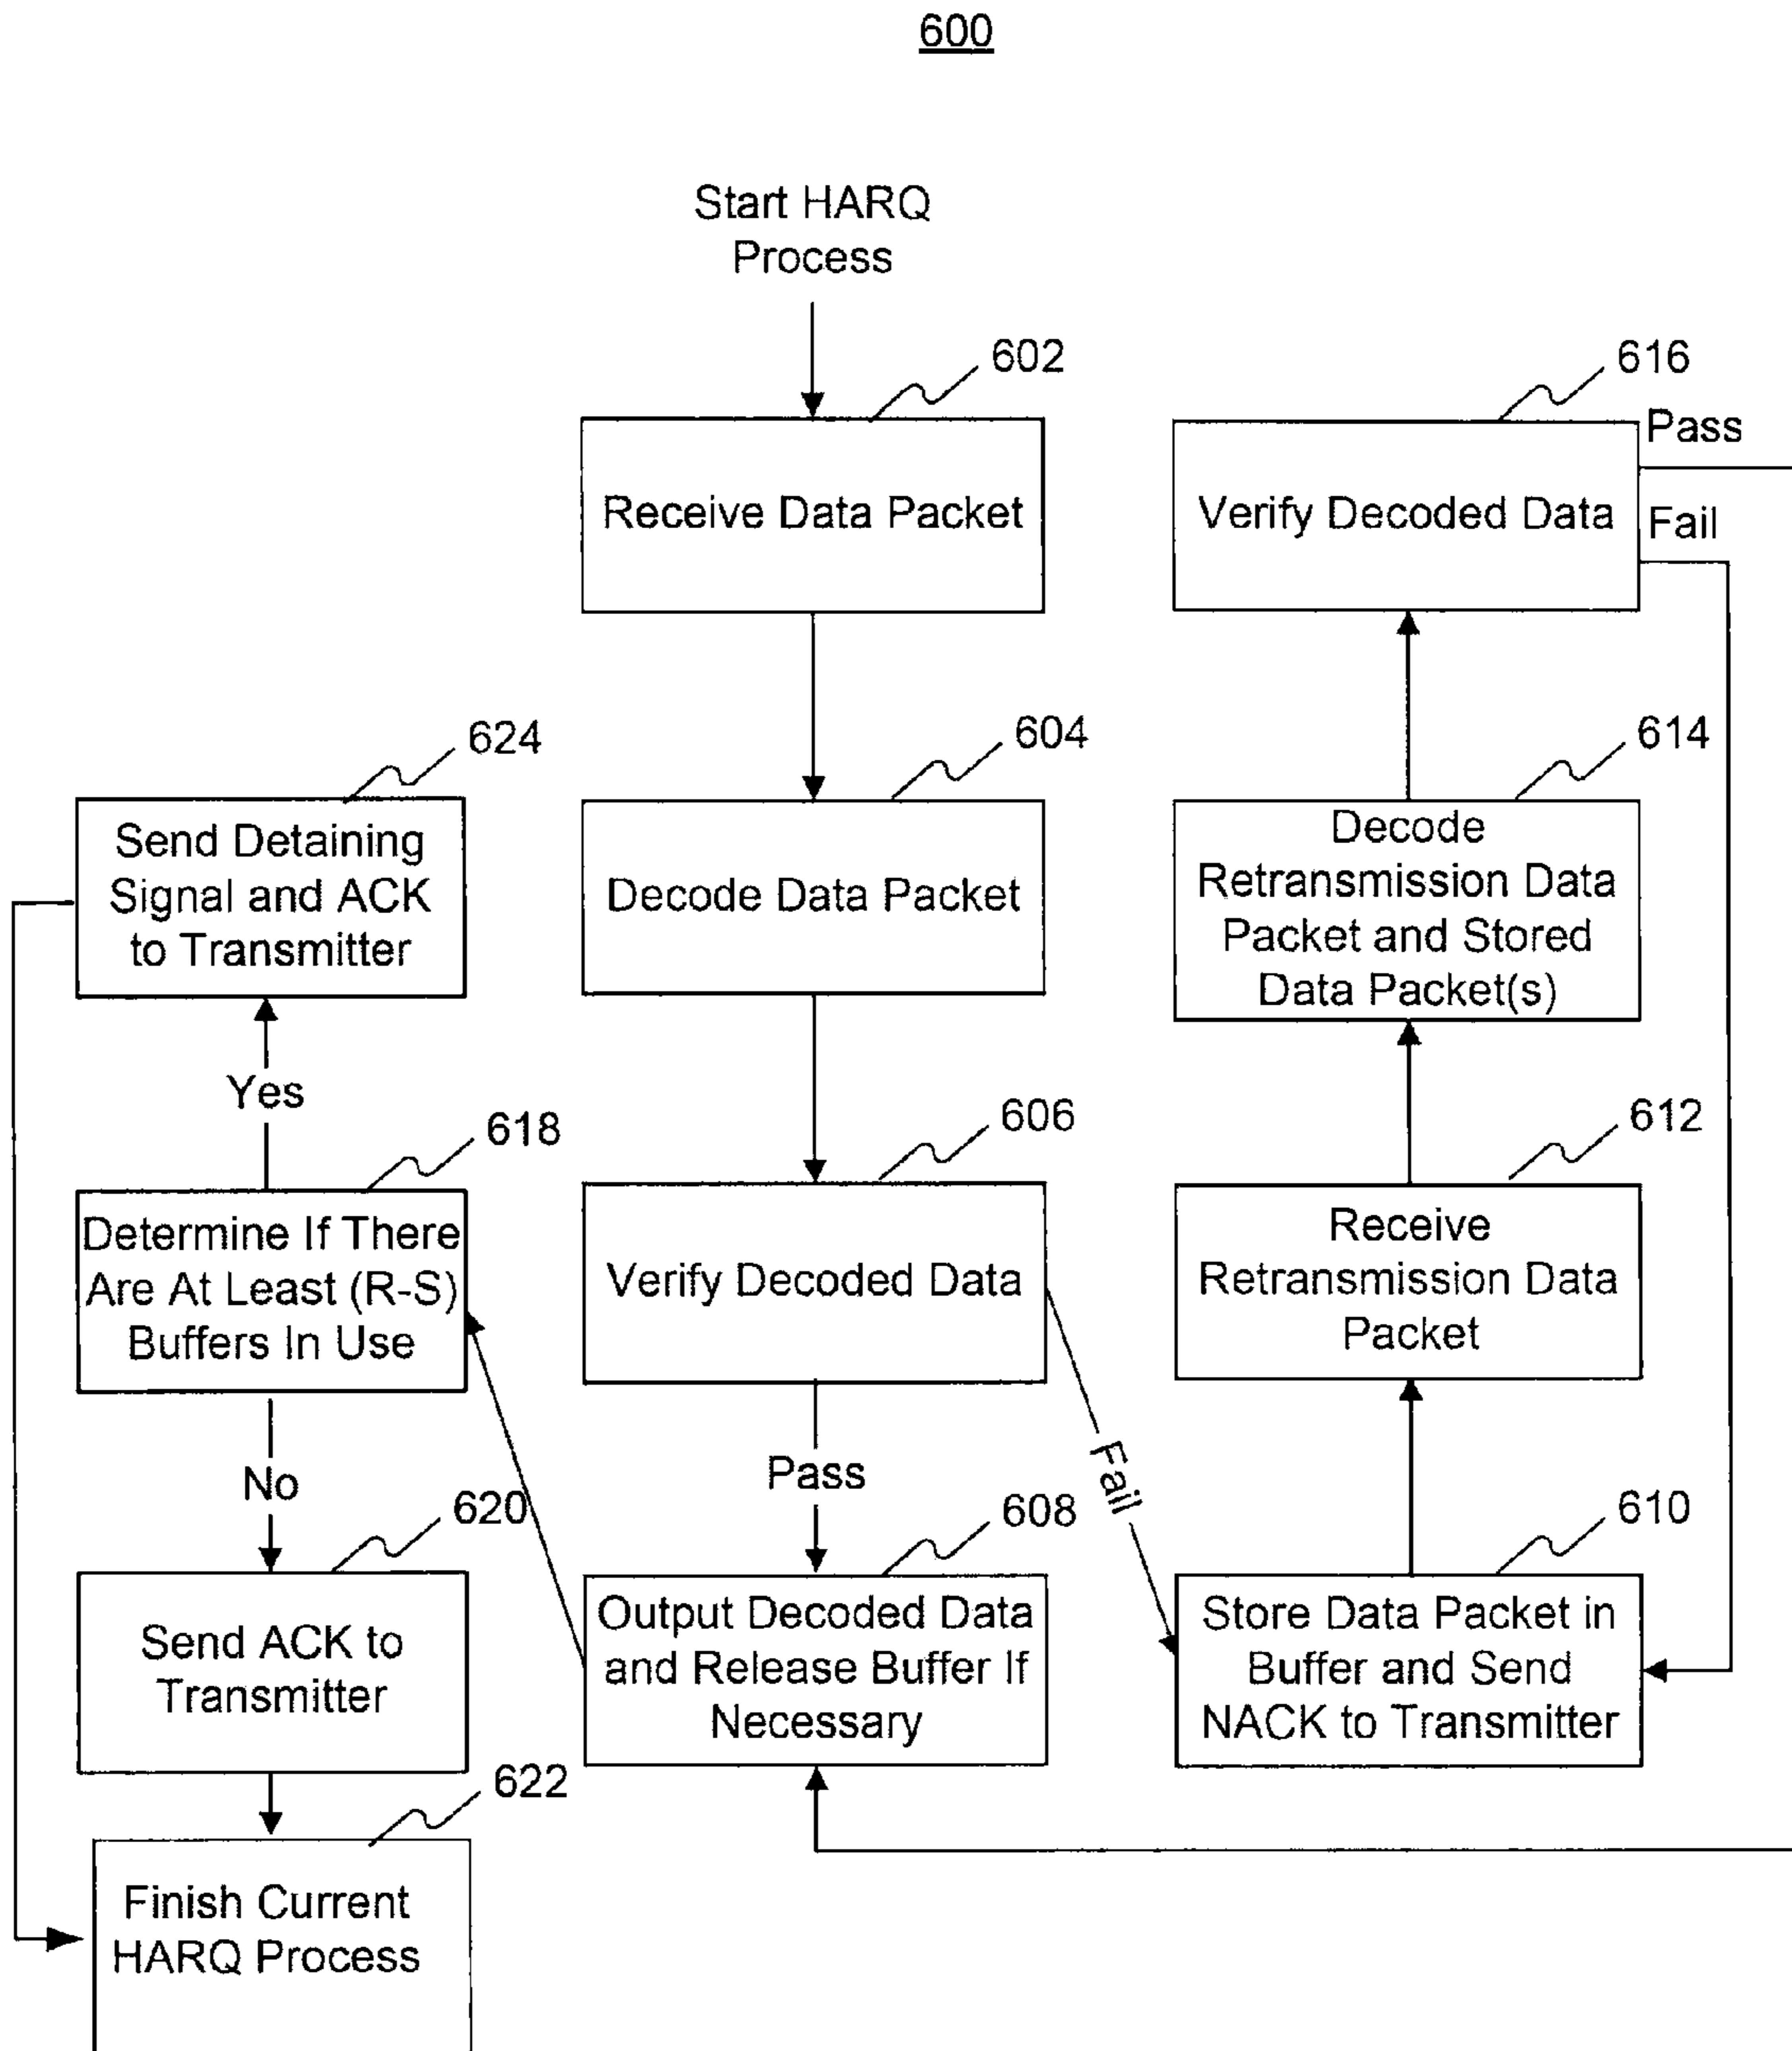 600
Start HARQ
Process
602
Receive Data Packet
604
Decode Data Packet
606
Verify Decoded Data
Pass
Fail
608
Output Decoded Data
and Release Buffer If
Necessary
610
Store Data Packet in
Buffer and Send
NACK to Transmitter
612
Receive
Retransmission Data
Packet
614
Decode
Retransmission Data
Packet and Stored
Data Packet(s)
616
Verify Decoded Data
Pass
Fail
618
Determine If There
Are At Least (R-S)
Buffers In Use
Yes
No
624
Send Detaining
Signal and ACK
to Transmitter
620
Send ACK to
Transmitter
622
Finish Current
HARQ Process